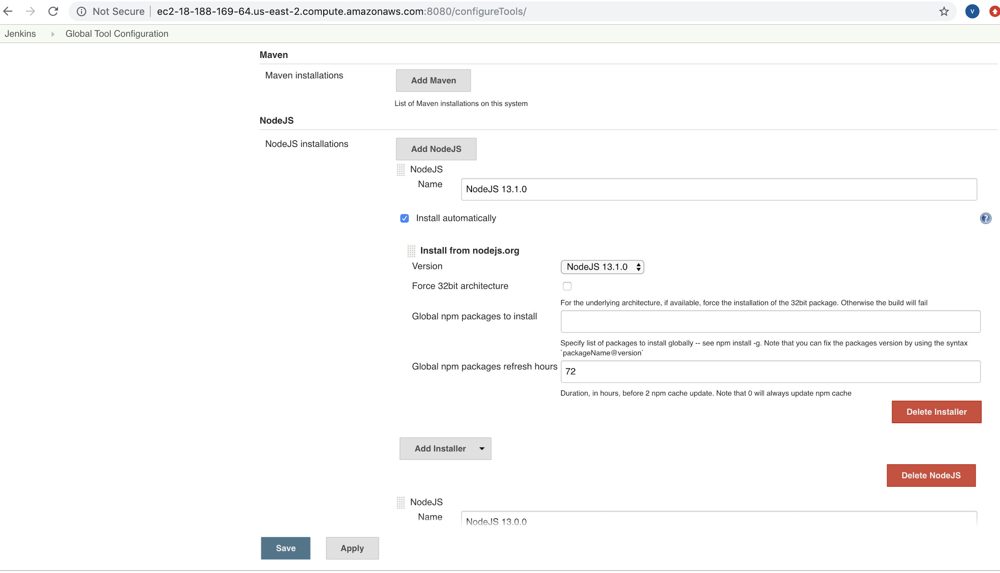 Not Secure ec2-18-188-169-64.us-east-2.compute.amazonaws.com:8080/configureTools/ V
Jenkins Global Tool Configuration
Maven
Maven installations Add Maven
List of Maven installations on this system
NodeJS
NodeJS installations Add NodeJS
NodeJS
Name NodeJS 13.1.0
Install automatically ?
Install from nodejs.org
Version NodeJS 13.1.0
Force 32bit architecture
For the underlying architecture, if available, force the installation of the 32bit package. Otherwise the build will fail
Global npm packages to install
Specify list of packages to install globally -- see npm install -g. Note that you can fix the packages version by using the syntax
`packageName@version`
Global npm packages refresh hours 72
Duration, in hours, before 2 npm cache update. Note that 0 will always update npm cache
Delete Installer
Add Installer
Delete NodeJS
NodeJS
Name NodeJS 13.0.0
Save Apply